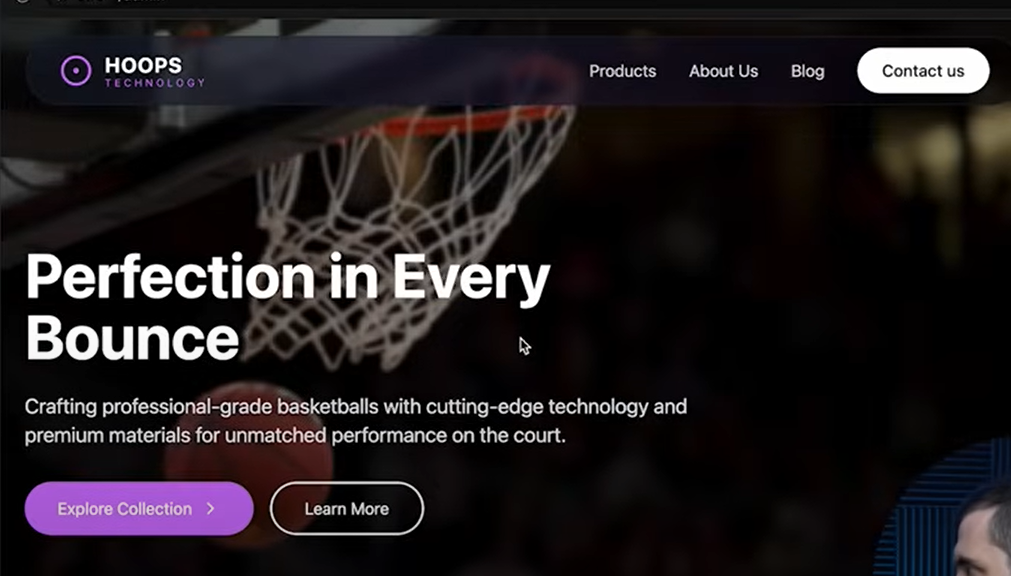 HOOPS
TECHNOLOGY
Products About Us Blog Contact us
Perfection in Every
Bounce
Crafting professional-grade basketballs with cutting-edge technology and
premium materials for unmatched performance on the court.
Explore Collection
Learn More